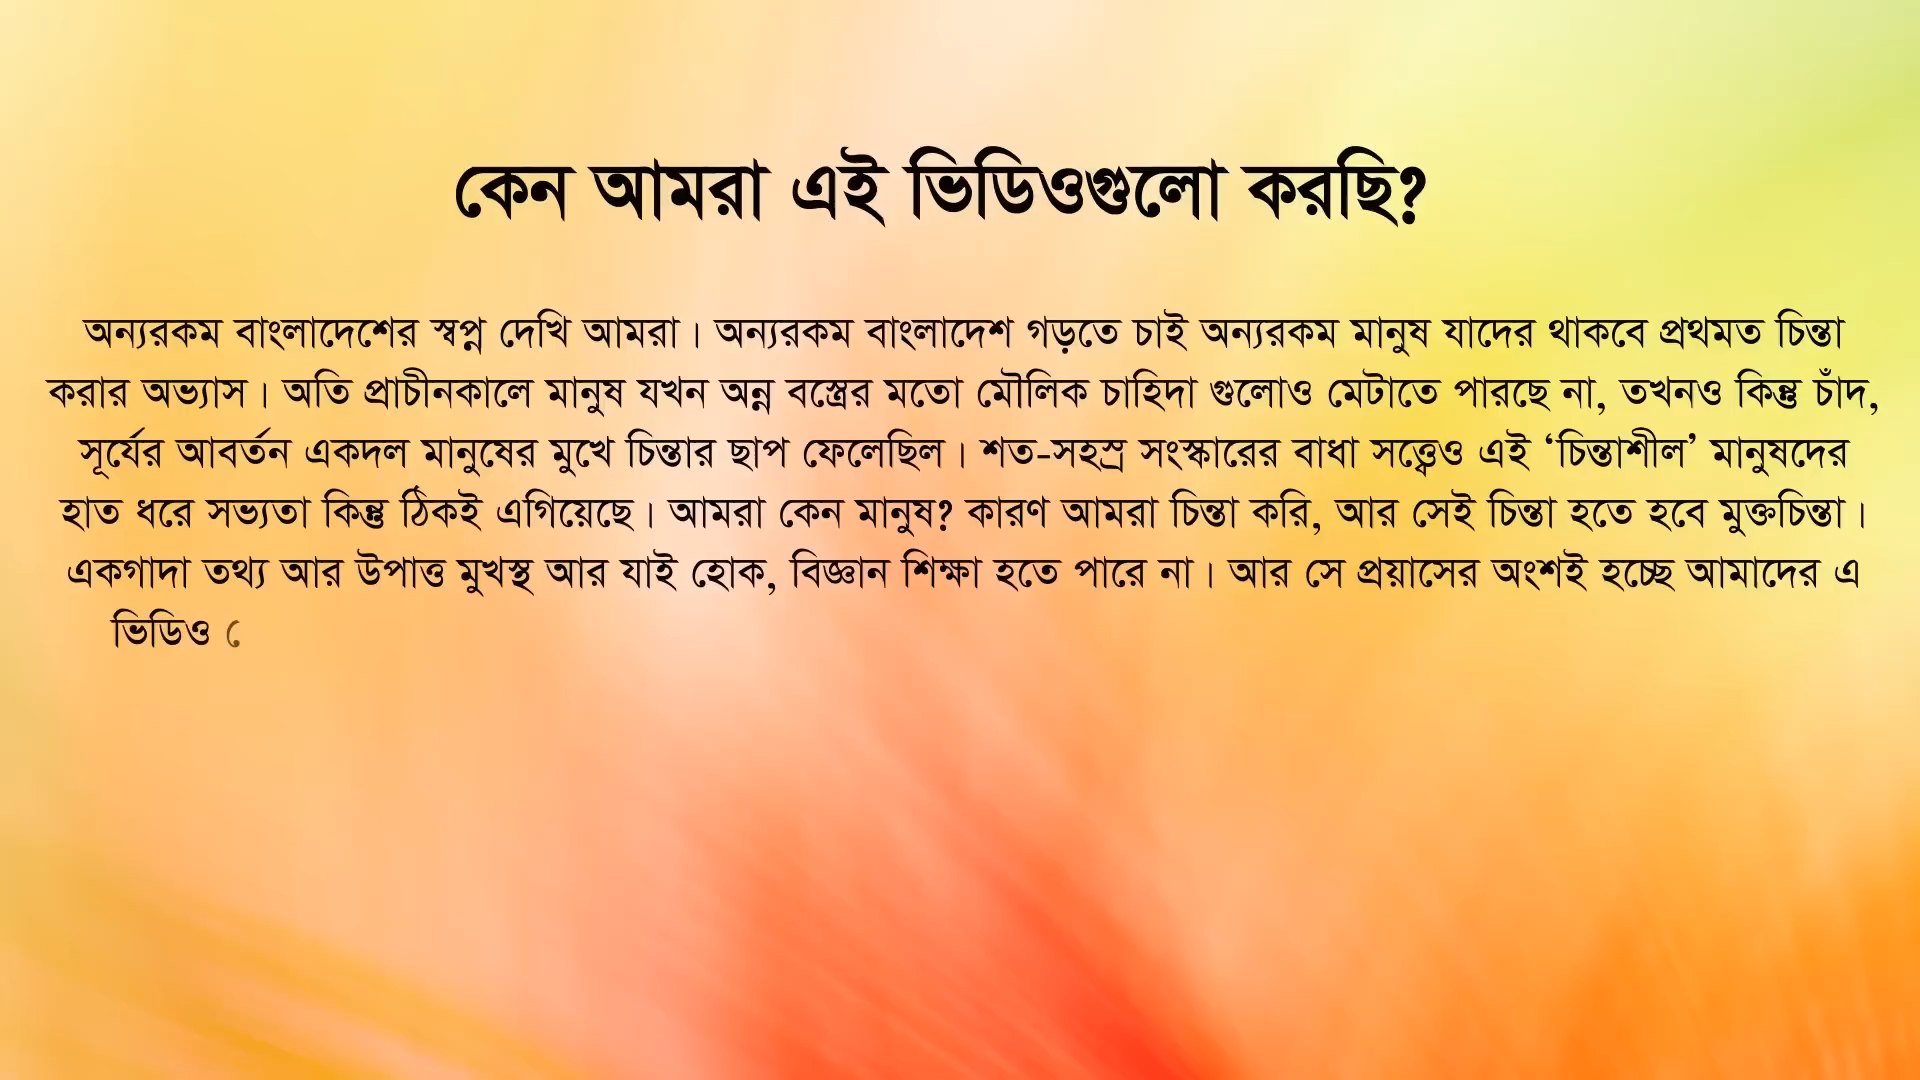 কেন আমরা এই ভিডিওগুলো করছি?
অন্যরকম বাংলাদেশের স্বপ্ন দেখি আমরা। অন্যরকম বাংলাদেশ গড়তে চাই অন্যরকম মানুষ যাদের থাকবে প্রথমত চিন্তা
করার অভ্যাস। অতি প্রাচীনকালে মানুষ যখন অন্ন বস্ত্রের মতো মৌলিক চাহিদা গুলোও মেটাতে পারছে না, তখনও কিন্তু চাঁদ,
সূর্যের আবর্তন একদল মানুষের মুখে চিন্তার ছাপ ফেলেছিল। শত-সহস্র সংস্কারের বাধা সত্ত্বেও এই ‘চিন্তাশীল’ মানুষদের
হাত ধরে সভ্যতা কিন্তু ঠিকই এগিয়েছে। আমরা কেন মানুষ? কারণ আমরা চিন্তা করি, আর সেই চিন্তা হতে হবে মুক্তচিন্তা।
একগাদা তথ্য আর উপাত্ত মুখস্থ আর যাই হোক, বিজ্ঞান শিক্ষা হতে পারে না। আর সে প্রয়াসের অংশই হচ্ছে আমাদের এ
ভিডিও